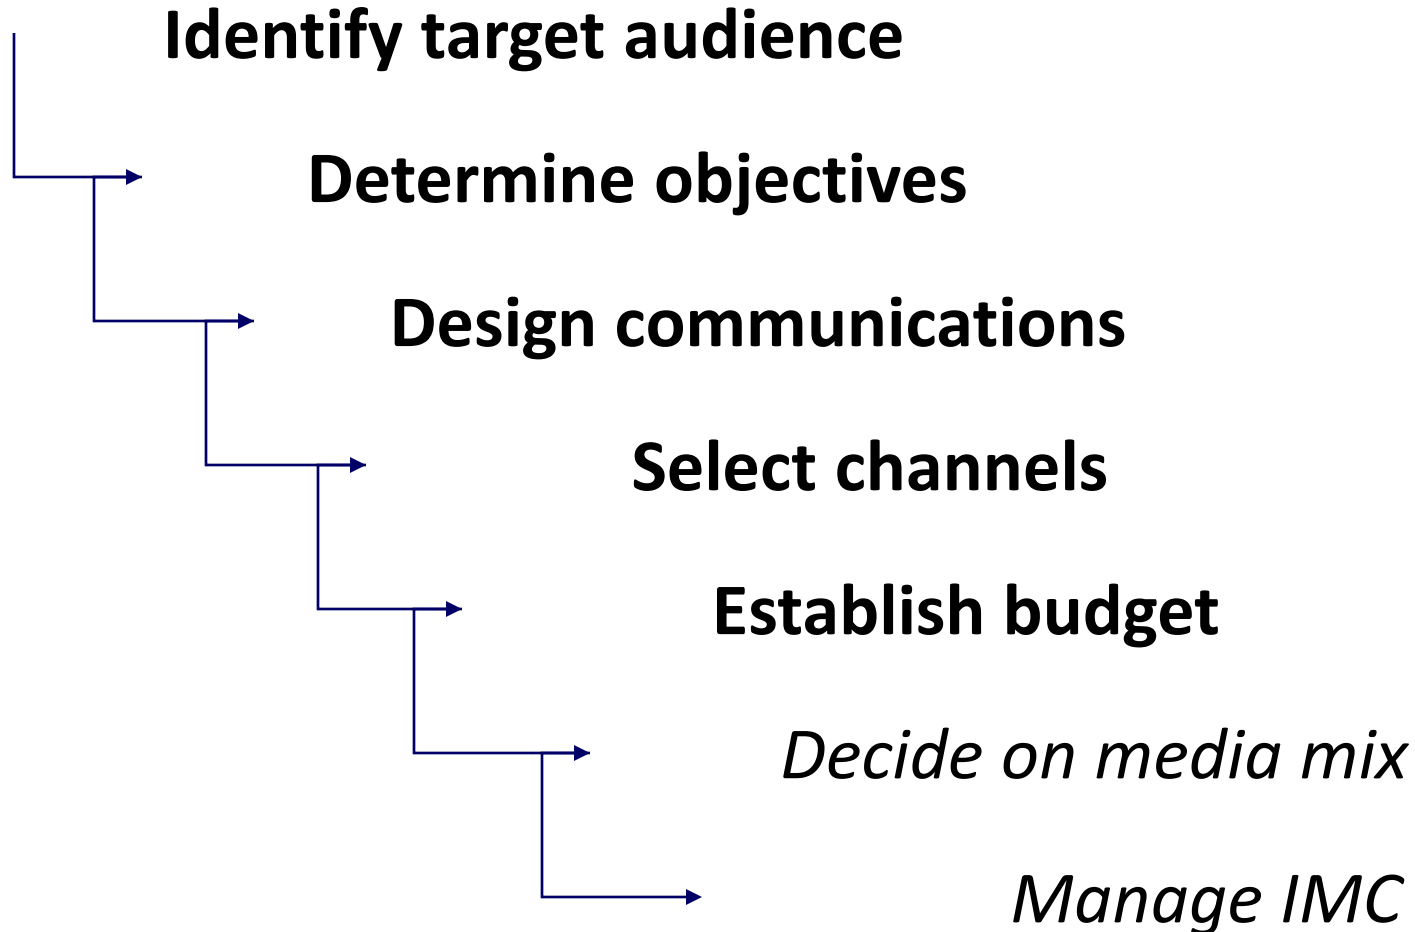 Identify target audience
Determine objectives
Design communications
Select channels
Establish budget
Decide on media mix
Manage IMC